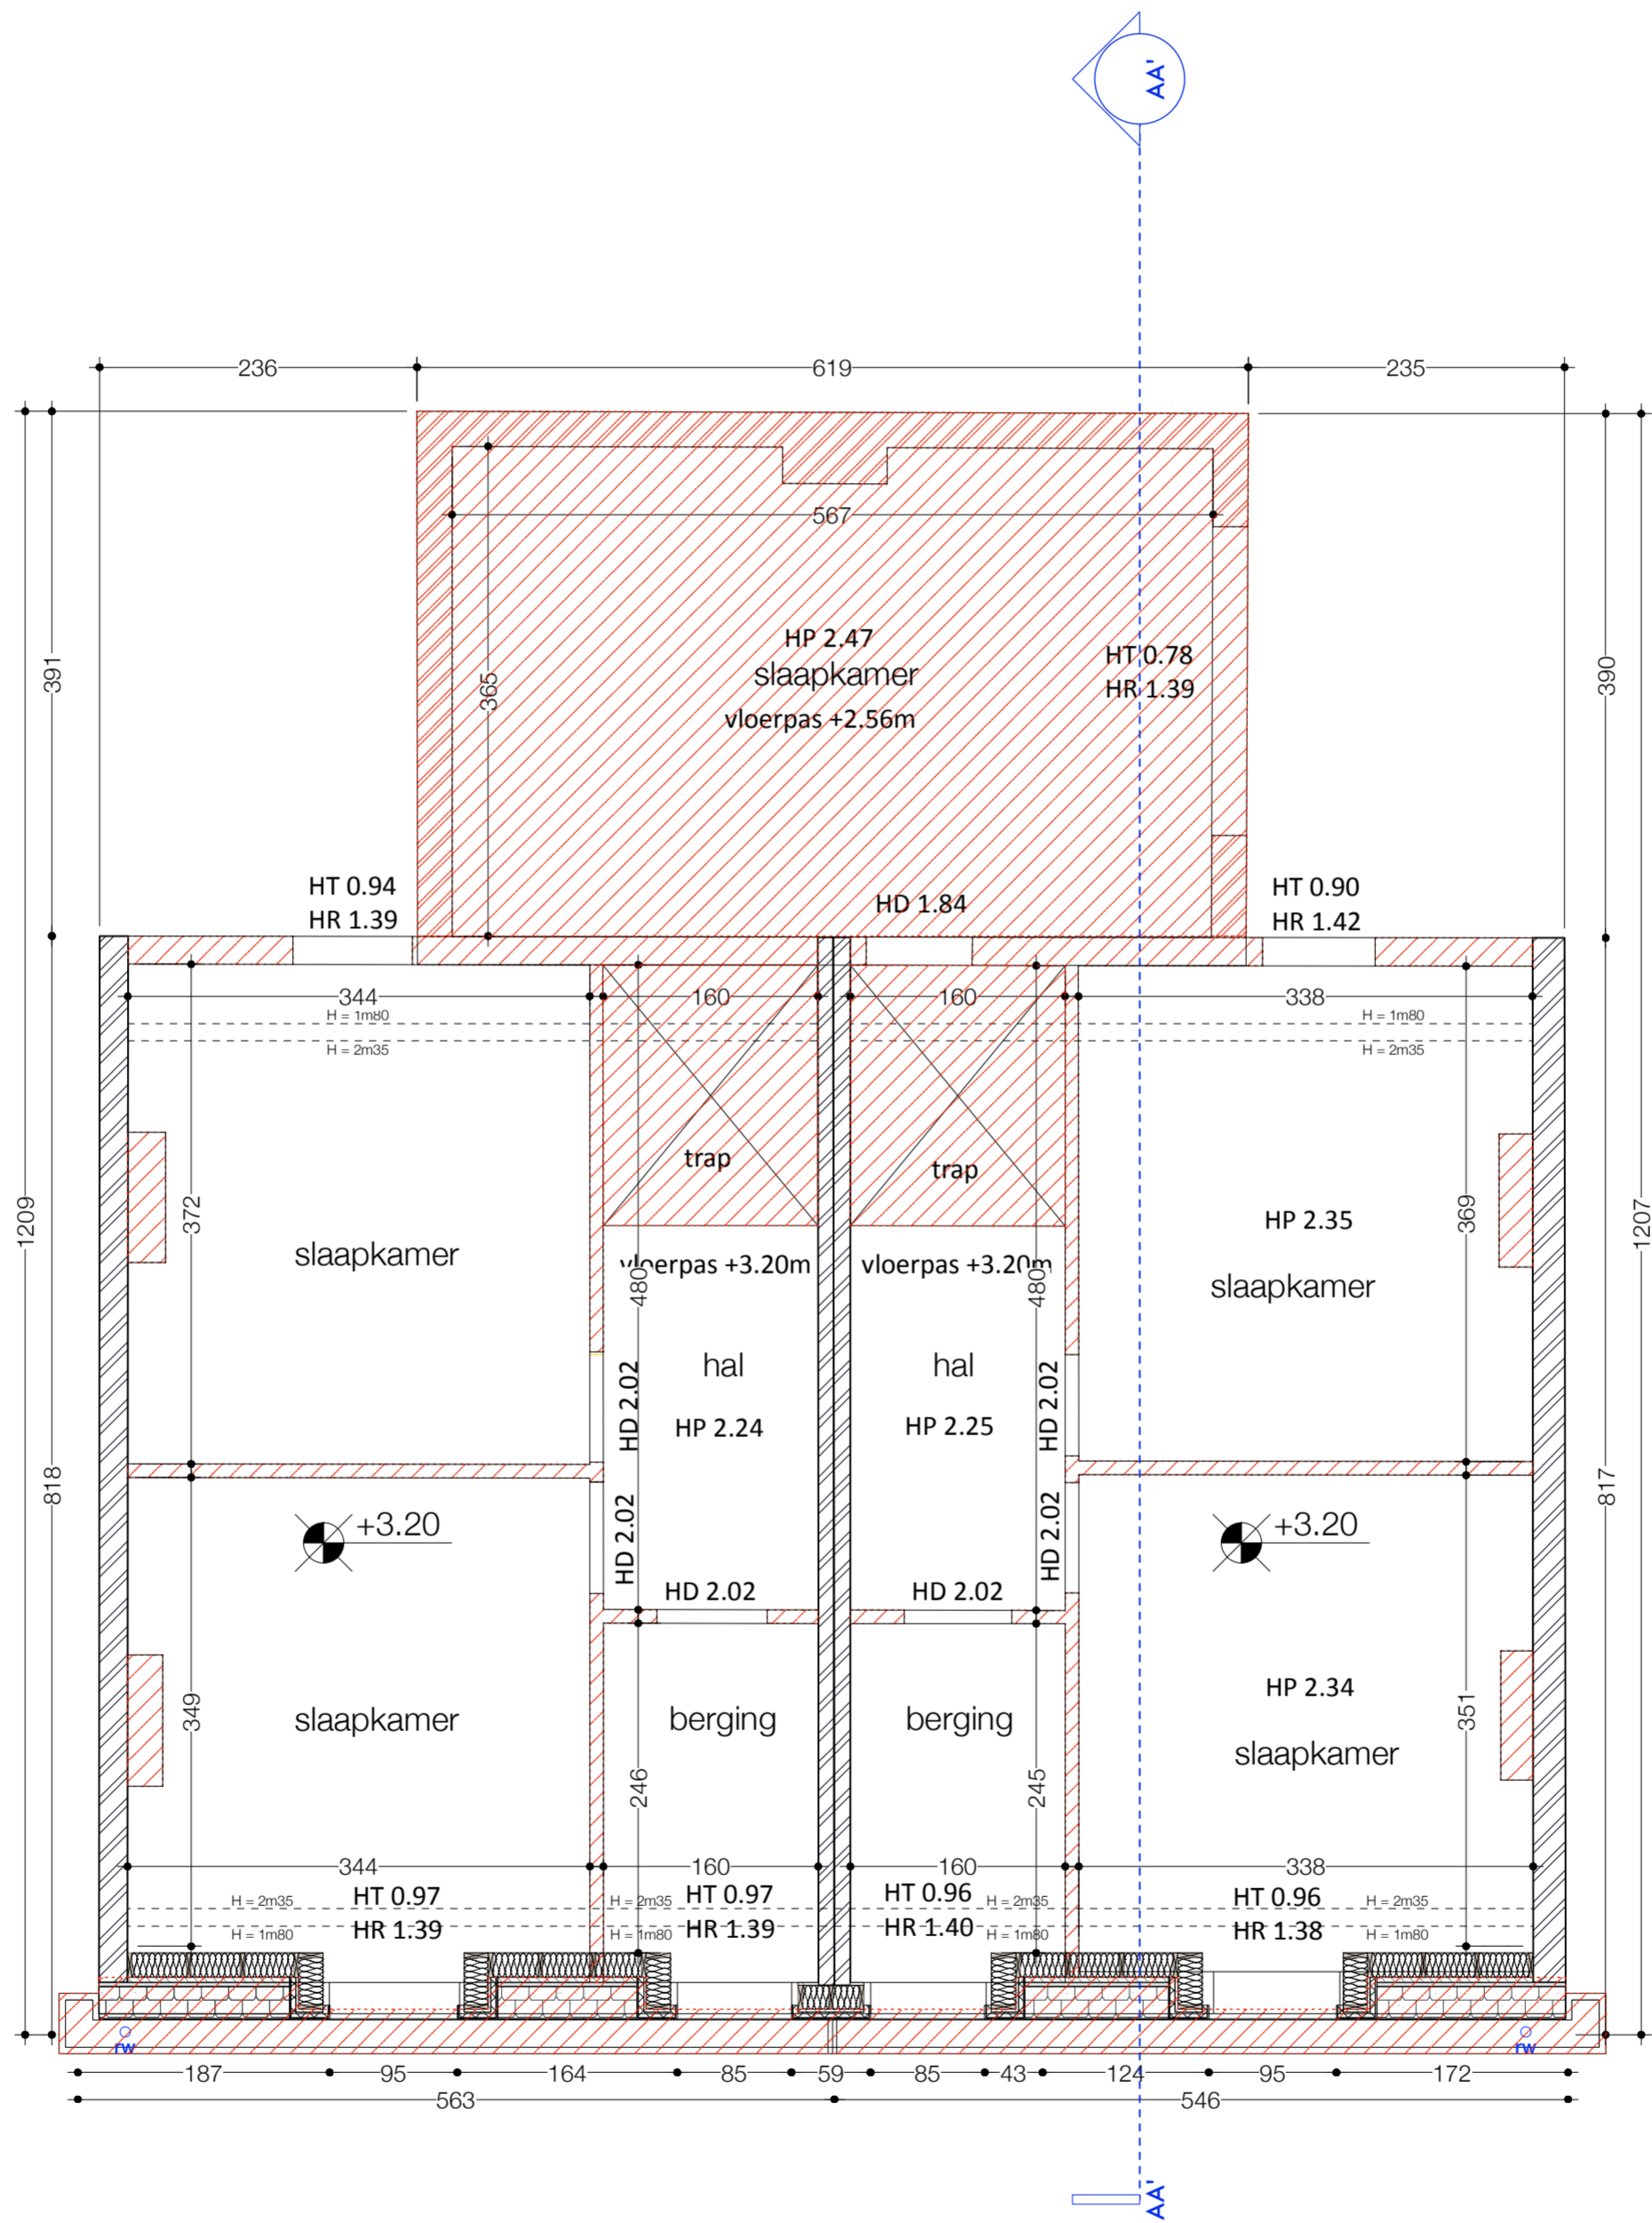 AA'
236
619
235
567
391
365
HP 2.47
slaapkamer
vloerpas +2.56m
HT 0.78
HR 1.39
390
HT 0.94
HR 1.39
HD 1.84
HT 0.90
HR 1.42
344
160
160
338
H = 1m80
H = 1m80
H = 2m35
H = 2m35
trap
trap
1209
372
369
1207
HP 2.35
slaapkamer
slaapkamer
vloerpas +3.20m
vloerpas +3.20m
480
480
hal
hal
HD 2.02
HD 2.02
HP 2.24
HP 2.25
818
817
+3.20
+3.20
HD 2.02
HD 2.02
HD 2.02
HD 2.02
349
351
HP 2.34
slaapkamer
berging
berging
slaapkamer
246
245
344
160
160
338
H = 2m35
HT 0.97
H = 2m35
HT 0.97
HT 0.96
H = 2m35
HT 0.96
H = 2m35
H = 1m80
HR 1.39
H = 1m80
HR 1.39
HR 1.40
H = 1m80
HR 1.38
H = 1m80
rw
rw
187
95
164
85
59
85
43
124
95
172
563
546
AA'